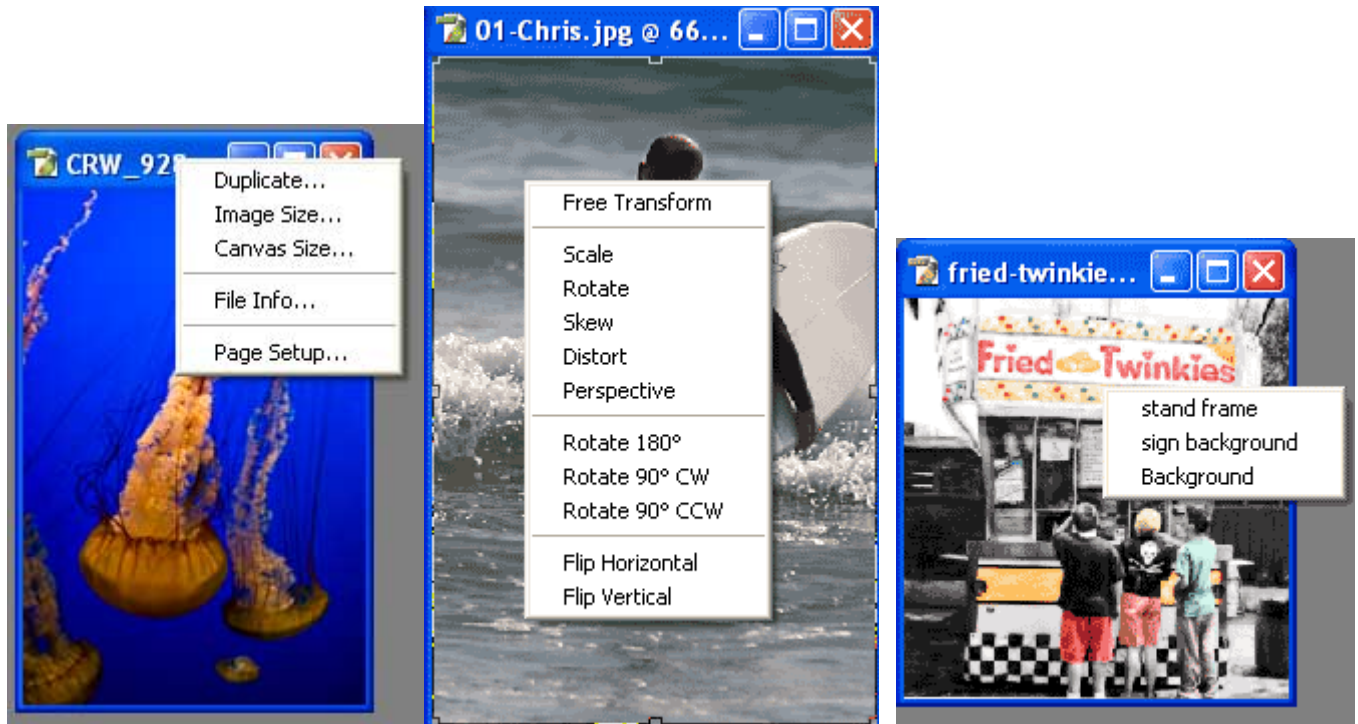 CRW_928
Duplicate...
Image Size...
Canvas Size...
File Info...
Page Setup...
01-Chris.jpg @ 66...
Free Transform
Scale
Rotate
Skew
Distort
Perspective
Rotate 180°
Rotate 90° CW
Rotate 90° CCW
Flip Horizontal
Flip Vertical
fried-twinkie...
Fried Twinkies
stand frame
sign background
Background